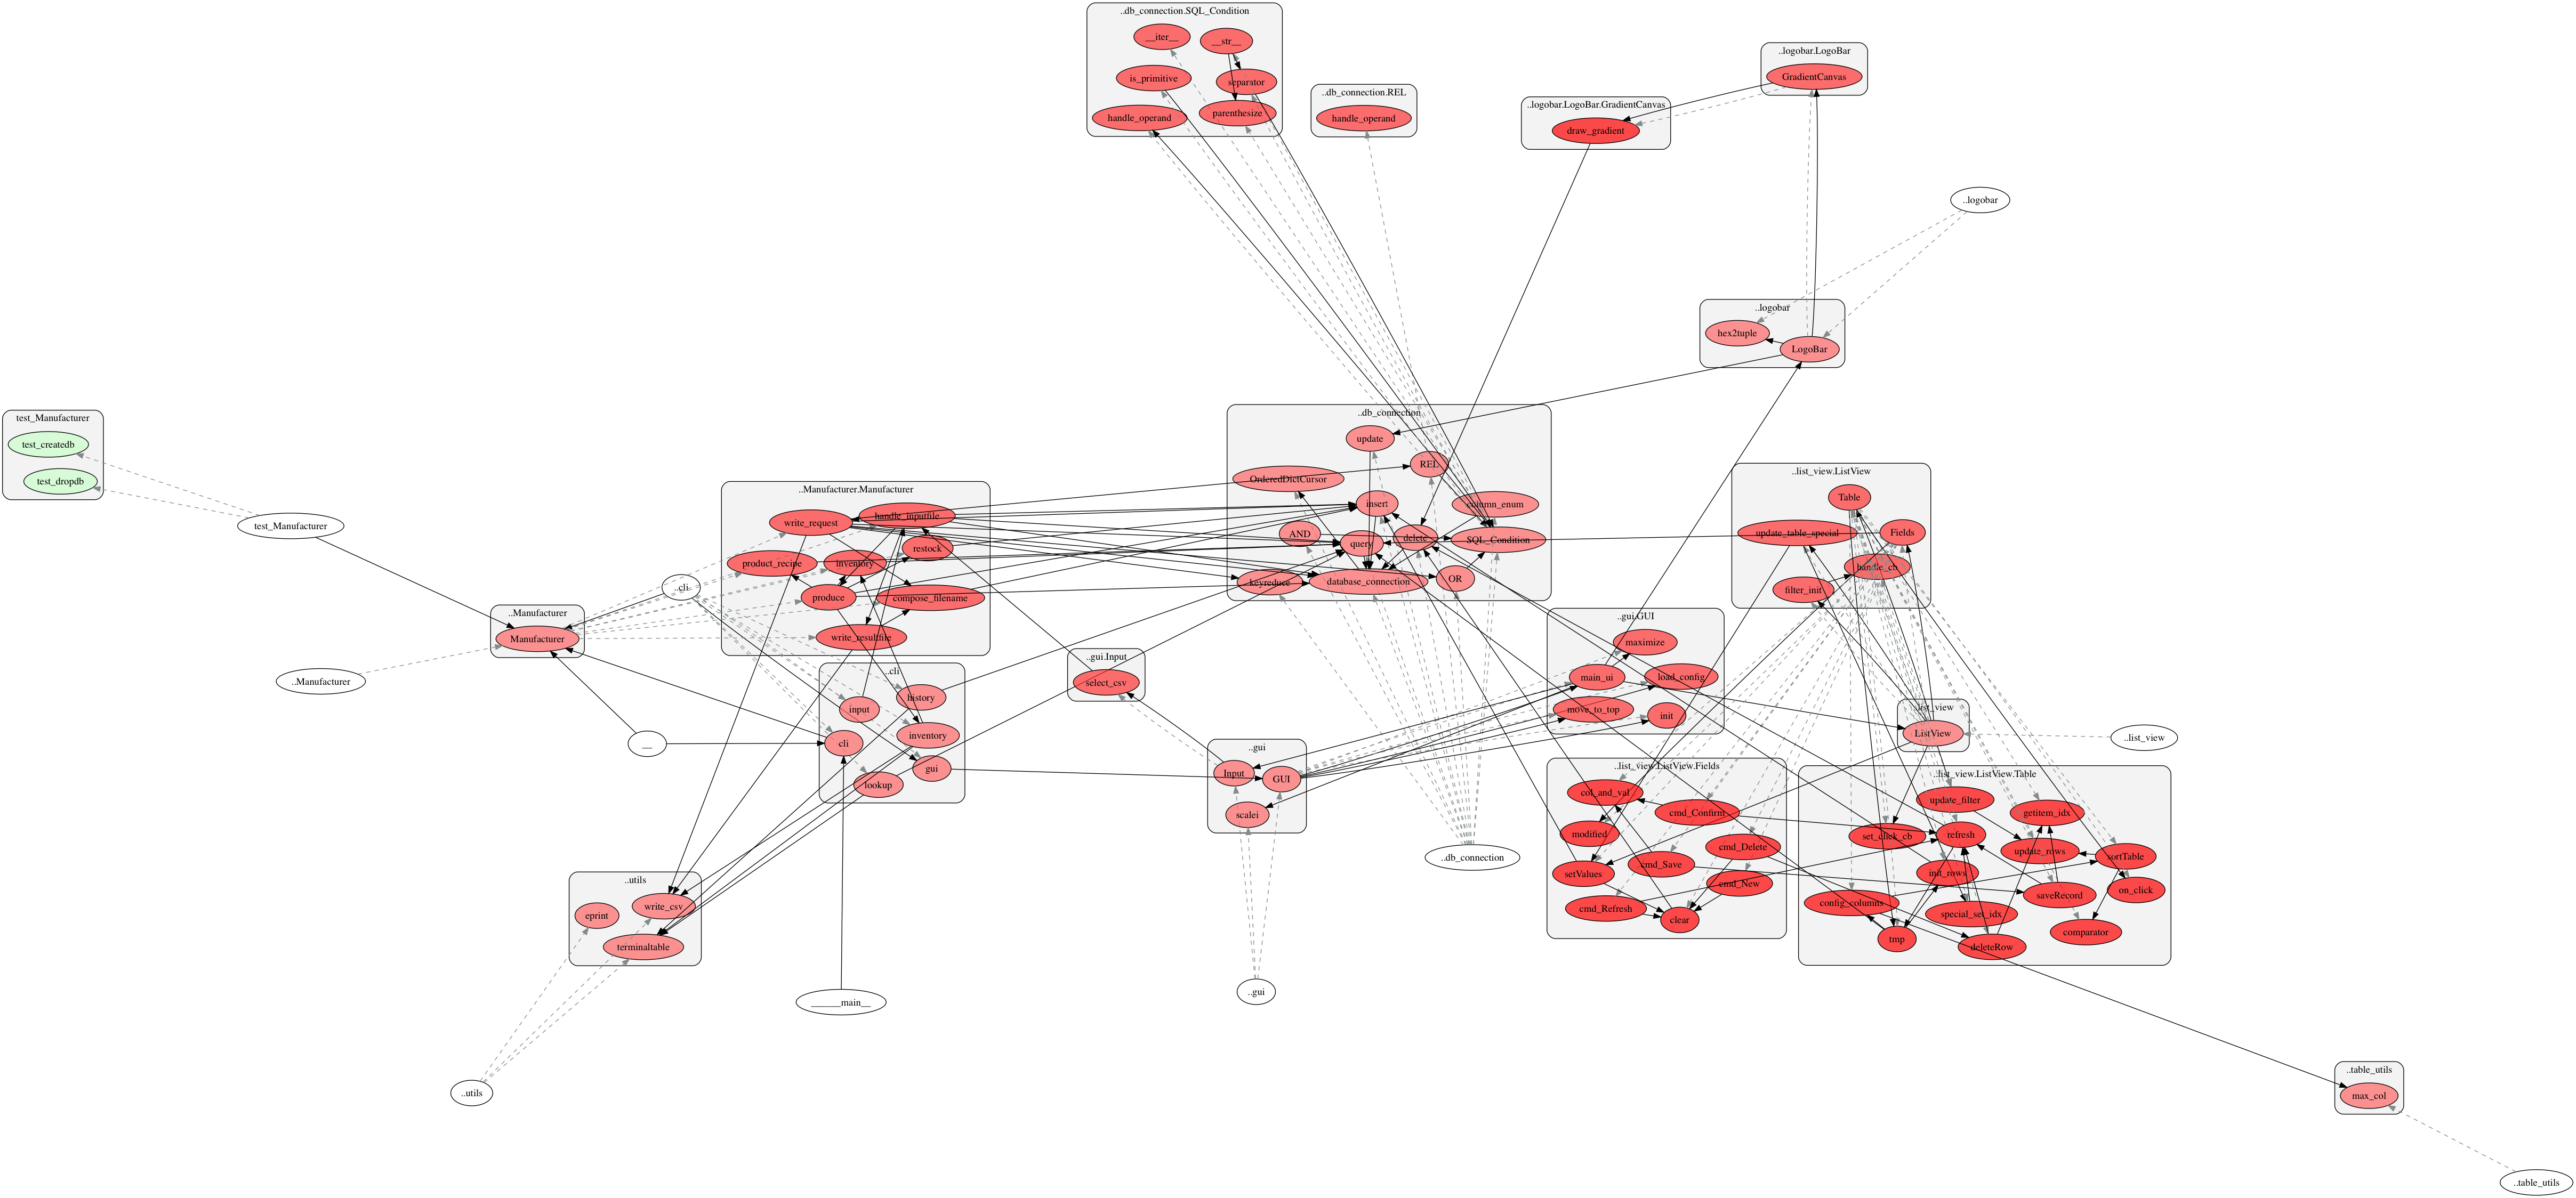 ..db_connection.SQL_Condition
__iter__
__str__
is_primitive
separator
handle_operand
parenthesize
..db_connection.REL
handle_operand
..logobar.LogoBar
GradientCanvas
..logobar.LogoBar.GradientCanvas
draw_gradient
..logobar
..logobar
hex2tuple
LogoBar
test_Manufacturer
test_createdb
test_dropdb
test_Manufacturer
..Manufacturer
Manufacturer
..Manufacturer
..cli
__
..Manufacturer.Manufacturer
write_request
handle_inputfile
restock
product_recipe
inventory
produce
compose_filename
write_resultfile
..cli
history
input
inventory
cli
gui
lookup
..utils
write_csv
eprint
terminaltable
______main__
..utils
..gui.Input
select_csv
..db_connection
update
REL
OrderedDictCursor
insert
column_enum
AND
query
delete
SQL_Condition
keyreduce
database_connection
OR
..gui
Input
GUI
scalei
..gui
..db_connection
..gui.GUI
maximize
main_ui
load_config
move_to_top
init
..list_view.ListView
Table
update_table_special
Fields
handle_cb
filter_init
..list_view
ListView
..list_view
..list_view.ListView.Fields
col_and_val
cmd_Confirm
modified
cmd_Delete
cmd_Save
setValues
cmd_New
cmd_Refresh
clear
..list_view.ListView.Table
update_filter
getitem_idx
set_click_cb
refresh
update_rows
sortTable
init_rows
on_click
saveRecord
config_columns
special_set_idx
comparator
tmp
deleteRow
..table_utils
max_col
..table_utils